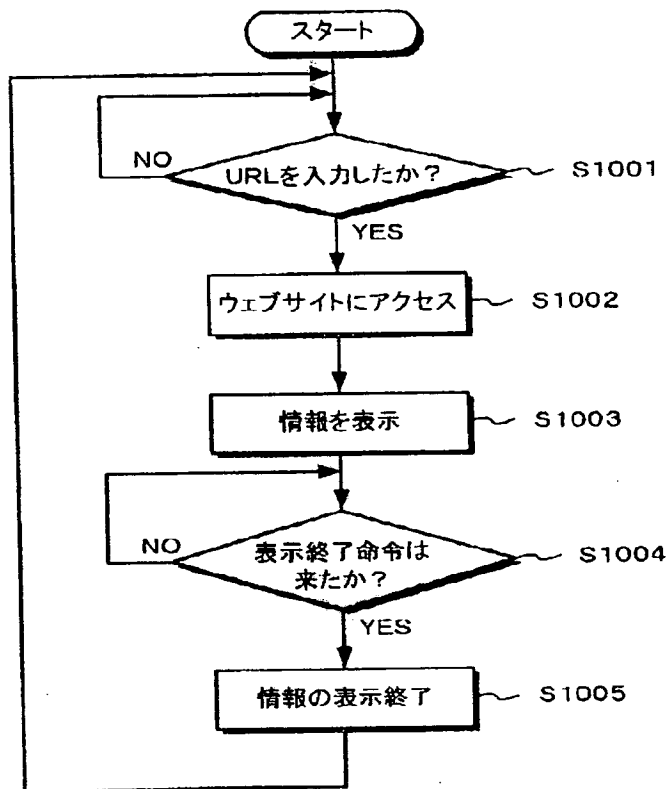 スタート
NO
URLを入力したか？
S1001
YES
ウェブサイトにアクセス
S1002
情報を表示
S1003
NO
表示終了命令は
来たか？
S1004
YES
情報の表示終了
S1005